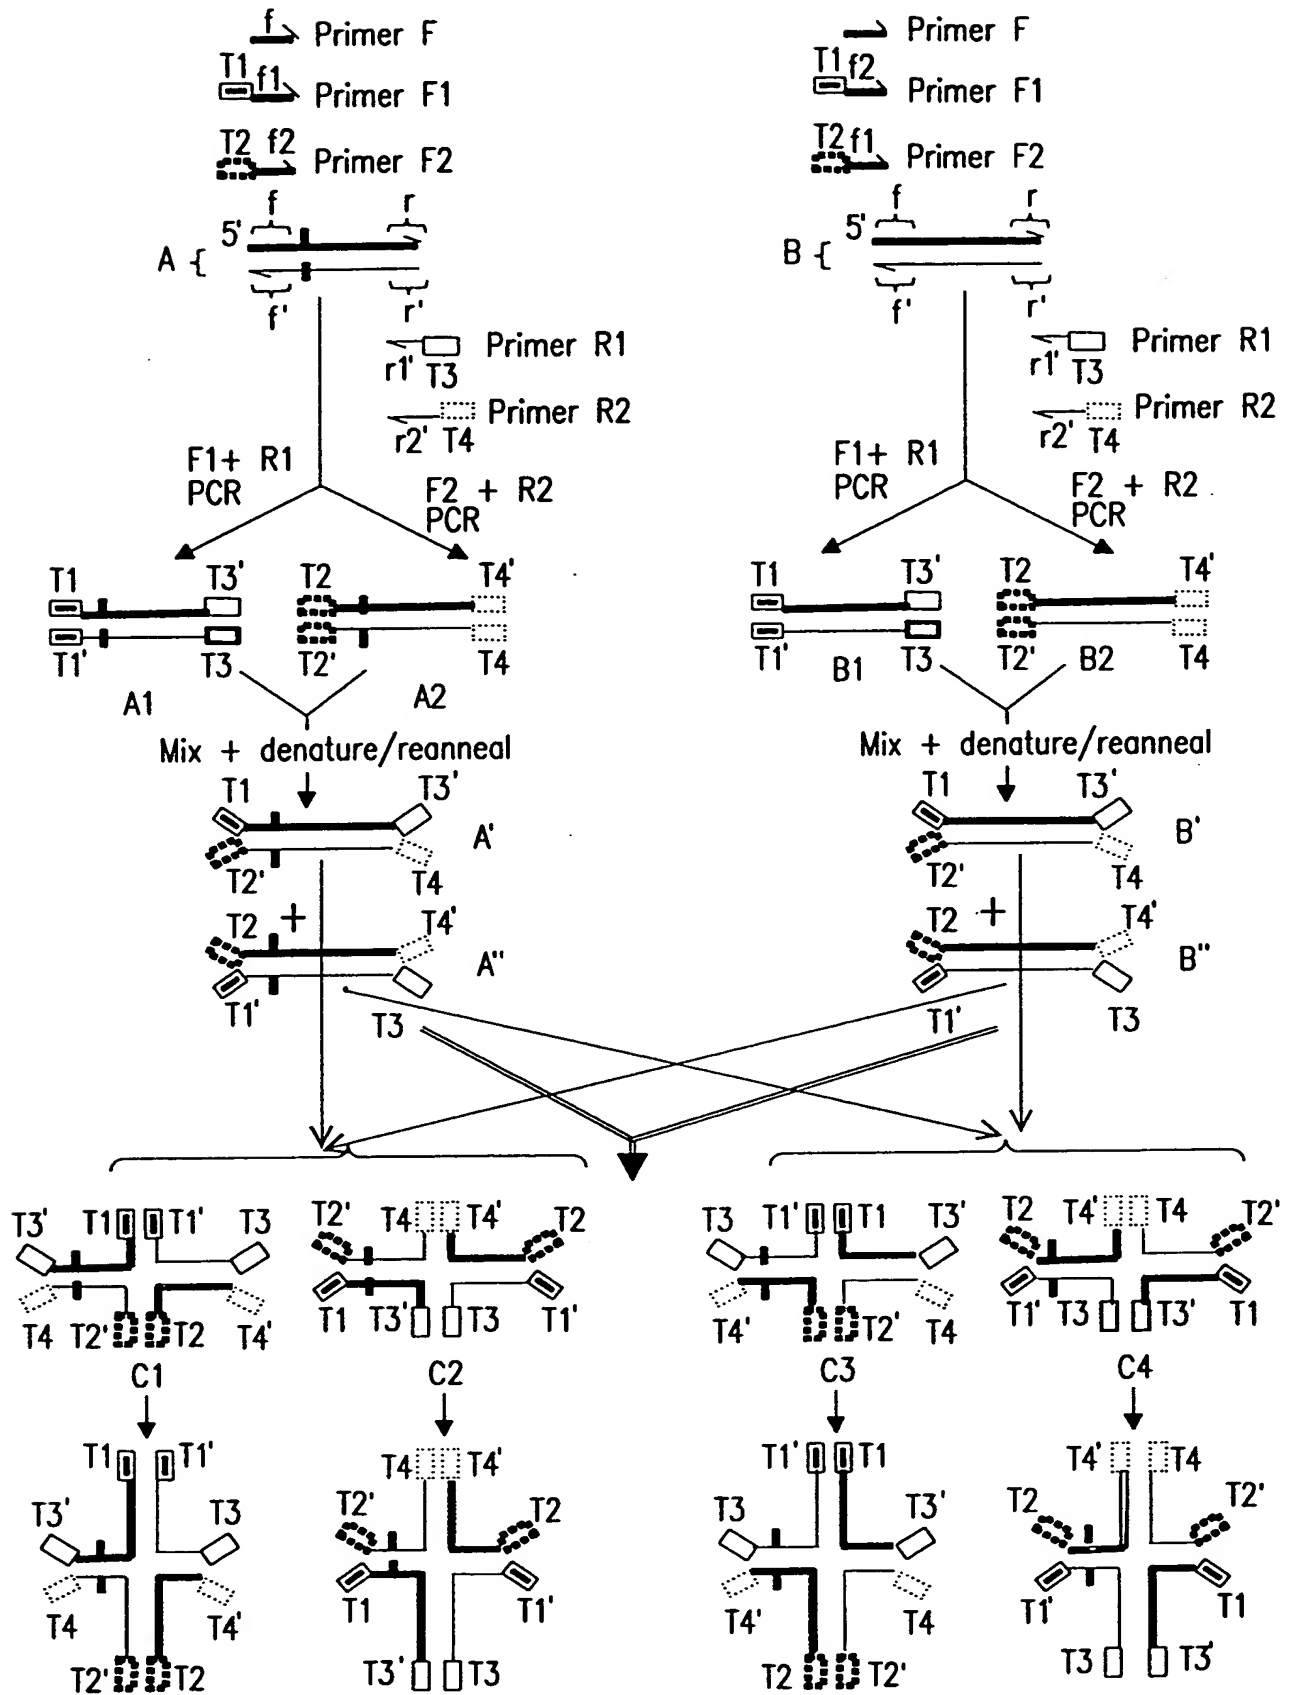 f
Primer F
T1 f1
Primer F1
T2 f2
Primer F2
f r
5'
A {
f' r'
r1' T3 Primer R1
r2' T4 Primer R2
F1+ R1
PCR
F2 + R2
PCR
T1 T3' T2 T4'
T1' T3 T2' T4
A1 A2
Mix + denature/reanneal
T1 T3'
A'
T2' T4
T2 + T4'
A"
T1' T3
Primer F
T1 f2
Primer F1
T2 f1
Primer F2
f r
5'
B {
f' r'
r1' T3 Primer R1
r2' T4 Primer R2
F1+ R1
PCR
F2 + R2
PCR
T1 T3' T2 T4'
T1' B1 T3 T2' B2 T4
Mix + denature/reanneal
T1 T3'
B'
T2' T4
T2 + T4'
B"
T1' T3
T3' T1 T1' T3
T4 T2' T2 T4'
C1
T2' T4 T4' T2
T1 T3' T3 T1'
C2
T3 T1' T1 T3'
T4' T2' T4
C3
T2 T4' T4 T2'
T1' T3 T3' T1
C4
T1 T1'
T3' T3
T4 T4'
T2' T2
T4 T4'
T2' T2
T1 T1'
T3' T3
T1' T1
T3 T3'
T4' T4
T2 T2'
T4' T4
T2 T2'
T1' T1
T3 T3'